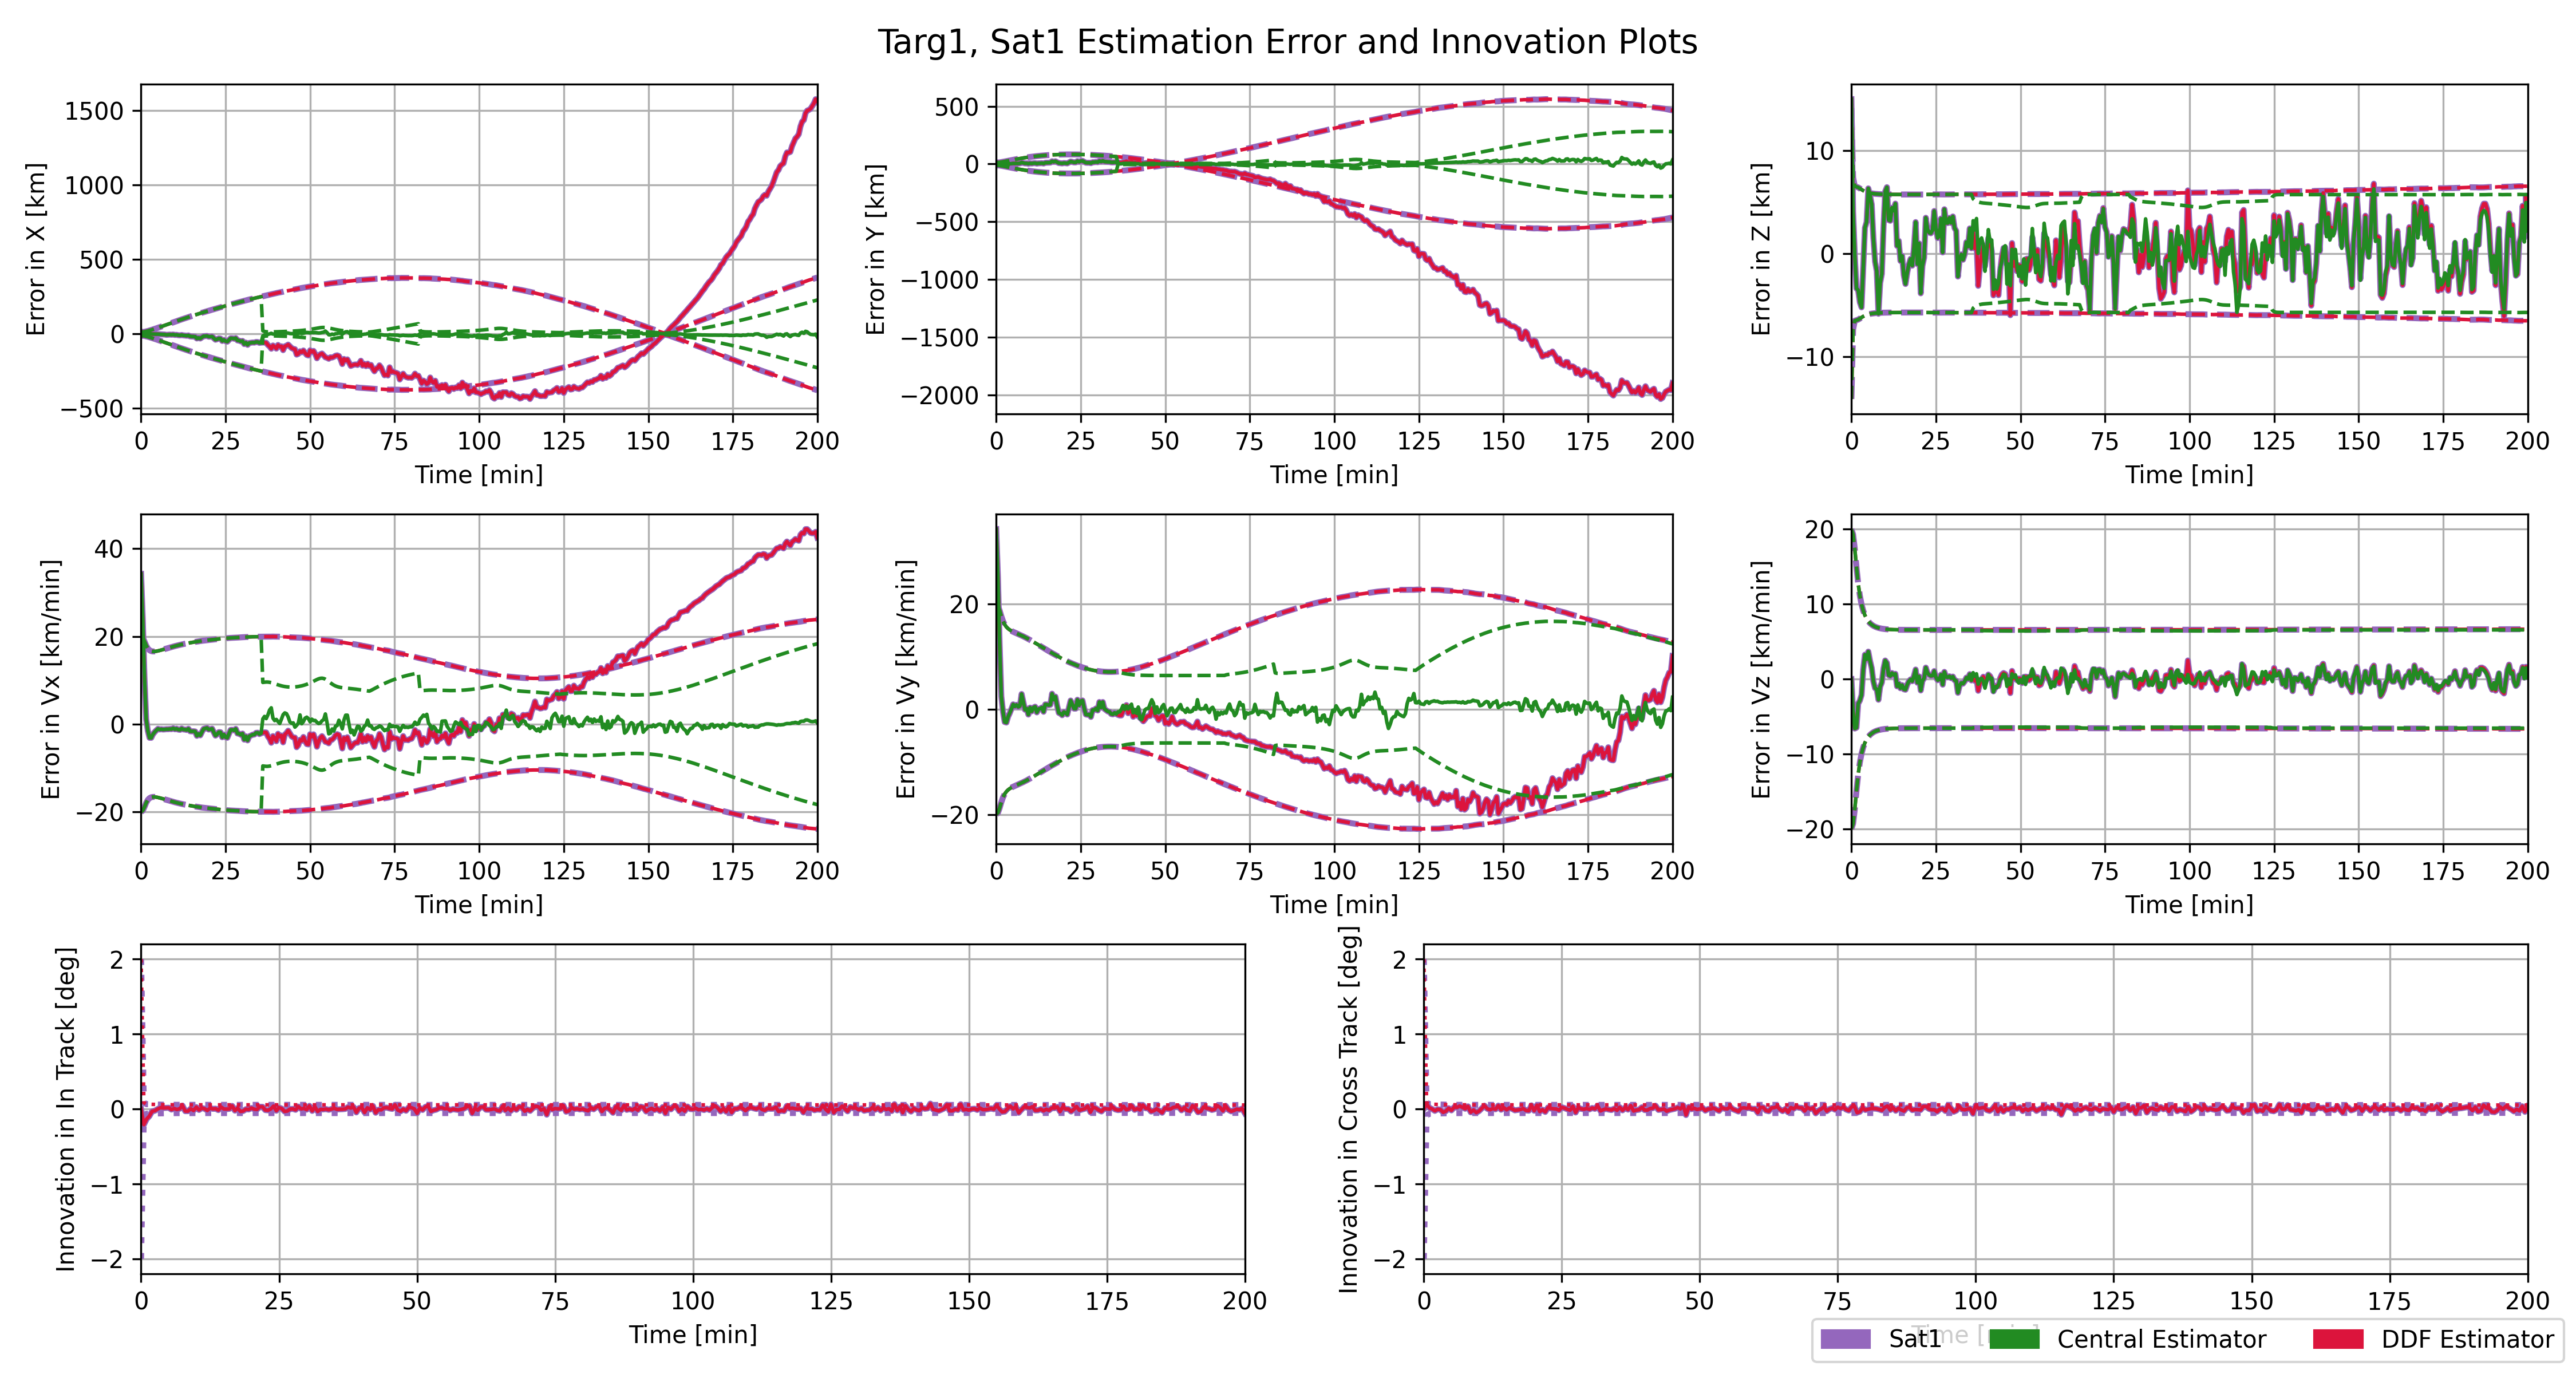 Targ1, Sat1 Estimation Error and Innovation Plots
Error in X [km]
1500
1000
500
0
−500
0 25 50 75 100 125 150 175 200
Time [min]
Error in Y [km]
500
0
−500
−1000
−1500
−2000
0 25 50 75 100 125 150 175 200
Time [min]
Error in Z [km]
10
0
−10
0 25 50 75 100 125 150 175 200
Time [min]
Error in Vx [km/min]
40
20
0
−20
0 25 50 75 100 125 150 175 200
Time [min]
Error in Vy [km/min]
20
0
−20
0 25 50 75 100 125 150 175 200
Time [min]
Error in Vz [km/min]
20
10
0
−10
−20
0 25 50 75 100 125 150 175 200
Time [min]
Innovation in In Track [deg]
2
1
0
−1
−2
0 25 50 75 100 125 150 175 200
Time [min]
Innovation in Cross Track [deg]
2
1
0
−1
−2
0 25 50 75 100 125 150 175 200
Time [min]
Sat1 Central Estimator DDF Estimator